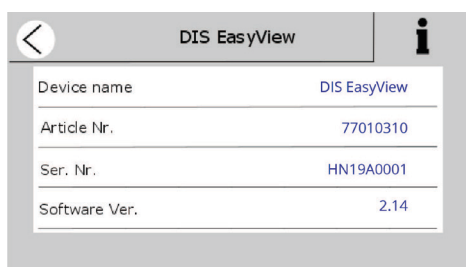 DIS EasyView
Device name DIS EasyView
Article Nr. 77010310
Ser. Nr. HN19A0001
Software Ver. 2.14